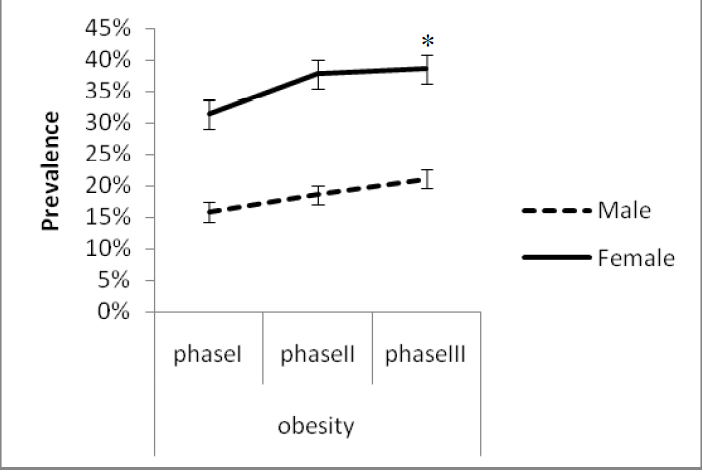 45%
*
40%
35%
30%
25%
20%
15%
10%
5%
0%
Prevalence
Male
Female
phaseI phaseII phaseIII
obesity